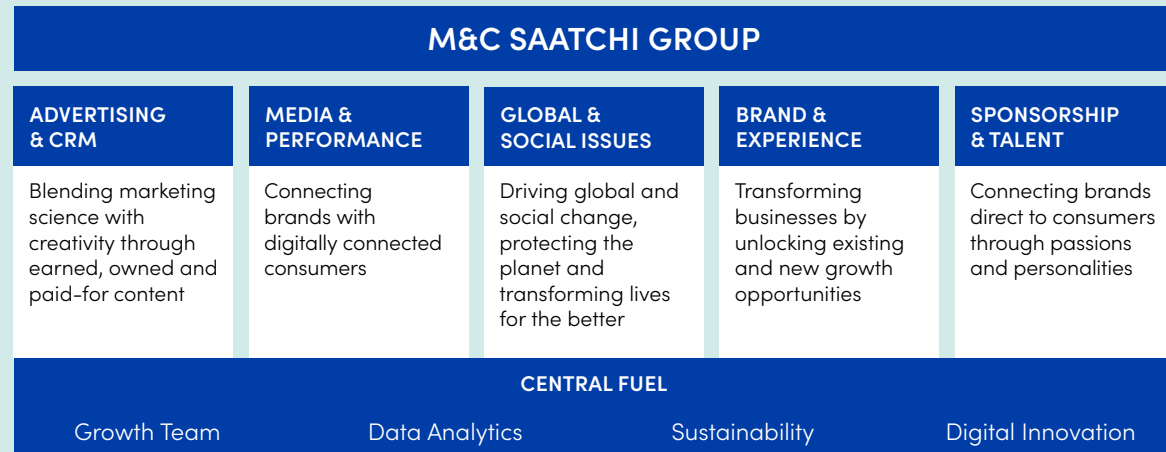 M&C SAATCHI GROUP
ADVERTISING
& CRM
Blending marketing
science with
creativity through
earned, owned and
paid-for content
MEDIA &
PERFORMANCE
Connecting
brands with
digitally connected
consumers
GLOBAL &
SOCIAL ISSUES
Driving global and
social change,
protecting the
planet and
transforming lives
for the better
BRAND &
EXPERIENCE
Transforming
businesses by
unlocking existing
and new growth
opportunities
SPONSORSHIP
& TALENT
Connecting brands
direct to consumers
through passions
and personalities
CENTRAL FUEL
Growth Team
Data Analytics
Sustainability
Digital Innovation